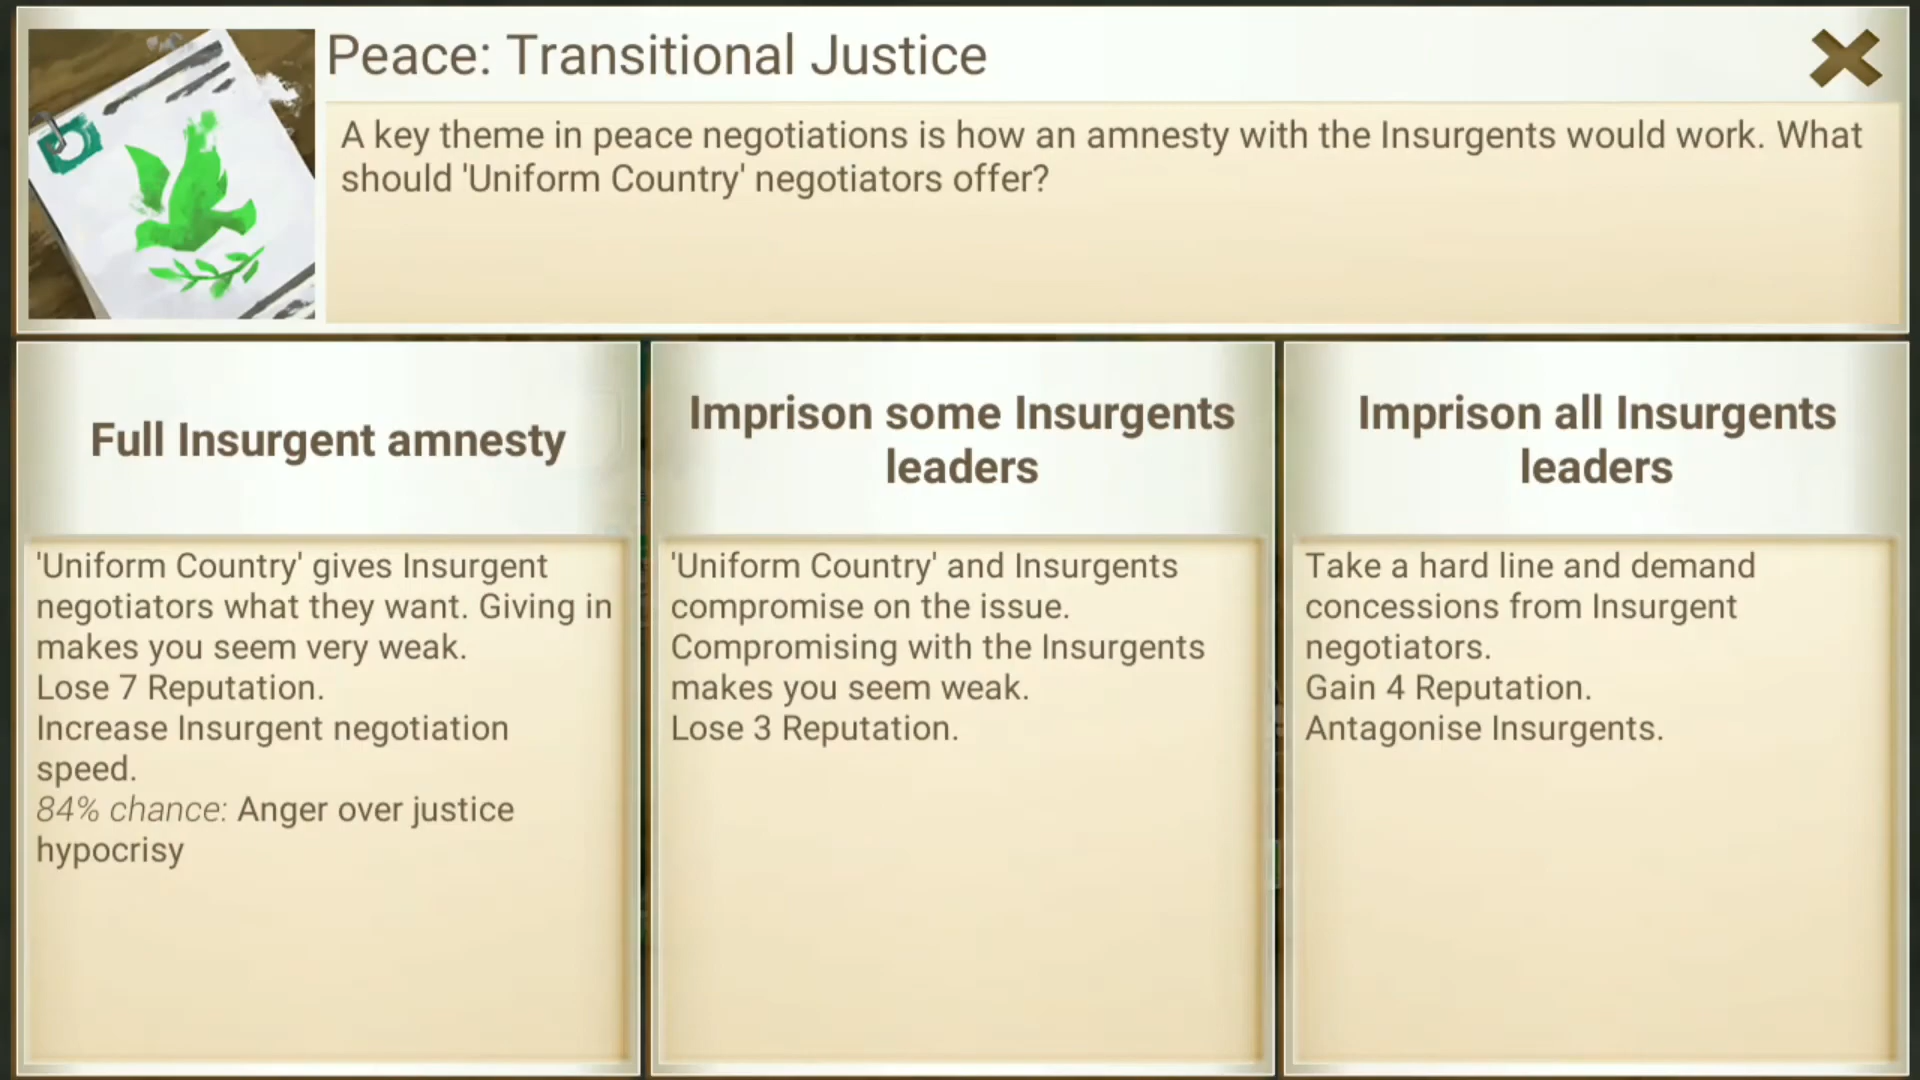 Peace: Transitional Justice
A key theme in peace negotiations is how an amnesty with the Insurgents would work. What
should 'Uniform Country' negotiators offer?
Full Insurgent amnesty
'Uniform Country' gives Insurgent
negotiators what they want. Giving in
makes you seem very weak.
Lose 7 Reputation.
Increase Insurgent negotiation
speed.
84% chance: Anger over justice
hypocrisy
Imprison some Insurgents
leaders
'Uniform Country' and Insurgents
compromise on the issue.
Compromising with the Insurgents
makes you seem weak.
Lose 3 Reputation.
Imprison all Insurgents
leaders
Take a hard line and demand
concessions from Insurgent
negotiators.
Gain 4 Reputation.
Antagonise Insurgents.